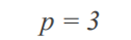 p = 3